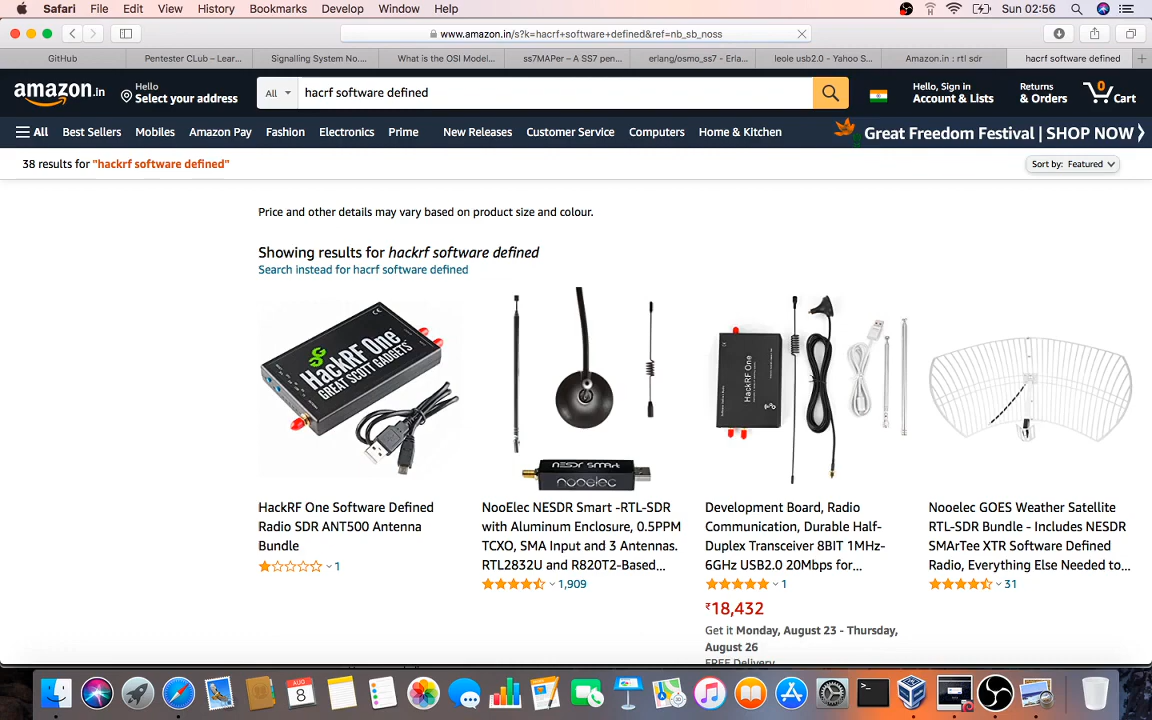 Safari File Edit View History Bookmarks Develop Window Help Sun 02:56
www.amazon.in/s?k=hacrf+software+defined&ref=nb_sb_noss
GitHub Pentester CLub – Lear... Signalling System No.... What is the OSI Model... ss7MAPer – A SS7 pen... erlang/osmo_ss7 - Erla... leole usb2.0 - Yahoo S... Amazon.in : rtl sdr hacrf software defined
amazon.in Hello Select your address All hacrf software defined Hello, Sign in Account & Lists Returns & Orders 0 Cart
All Best Sellers Mobiles Amazon Pay Fashion Electronics Prime New Releases Customer Service Computers Home & Kitchen Great Freedom Festival | SHOP NOW
38 results for "hackrf software defined" Sort by: Featured
Price and other details may vary based on product size and colour.
Showing results for hackrf software defined
Search instead for hacrf software defined
HackRF One
GREAT SCOTT GADGETS
NESDR SMArt
nooelec
HackRF One
HackRF One Software Defined
Radio SDR ANT500 Antenna
Bundle
1
NooElec NESDR Smart -RTL-SDR
with Aluminum Enclosure, 0.5PPM
TCXO, SMA Input and 3 Antennas.
RTL2832U and R820T2-Based...
1,909
Development Board, Radio
Communication, Durable Half-
Duplex Transceiver 8BIT 1MHz-
6GHz USB2.0 20Mbps for...
1
₹18,432
Get it Monday, August 23 - Thursday,
August 26
FREE Delivery
Nooelec GOES Weather Satellite
RTL-SDR Bundle - Includes NESDR
SMArTee XTR Software Defined
Radio, Everything Else Needed to...
31
AUG
8